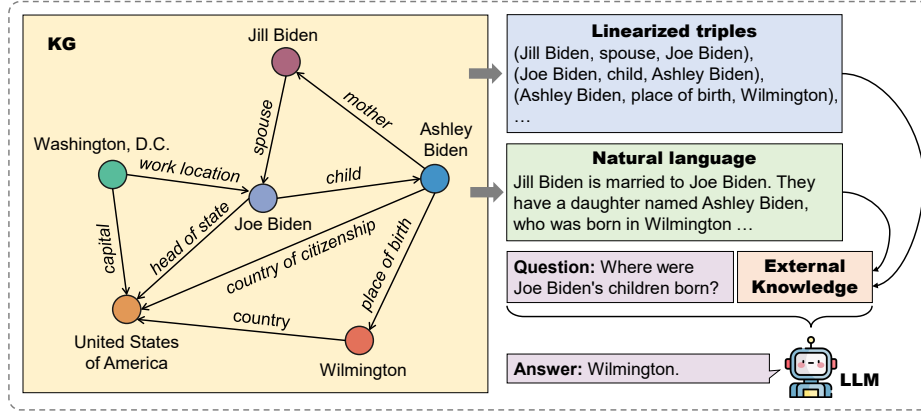 KG
Jill Biden
spouse
mother
Washington, D.C.
Ashley
Biden
work location
child
Joe Biden
capital
head of state
country of citizenship
place of birth
country
United States
of America
Wilmington
Linearized triples
(Jill Biden, spouse, Joe Biden),
(Joe Biden, child, Ashley Biden),
(Ashley Biden, place of birth, Wilmington),
…
Natural language
Jill Biden is married to Joe Biden. They
have a daughter named Ashley Biden,
who was born in Wilmington …
Question: Where were
Joe Biden's children born?
External
Knowledge
Answer: Wilmington.
LLM